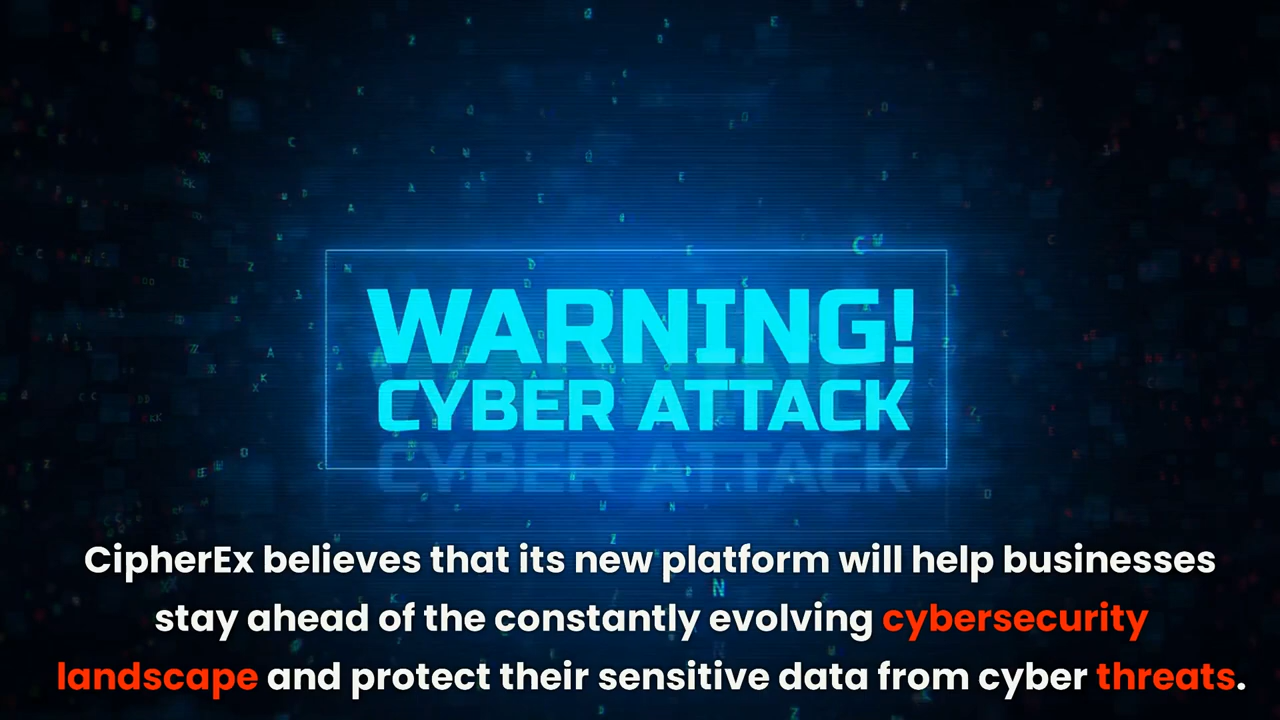 WARNING!
CYBER ATTACK
CipherEx believes that its new platform will help businesses
stay ahead of the constantly evolving cybersecurity
landscape and protect their sensitive data from cyber threats.